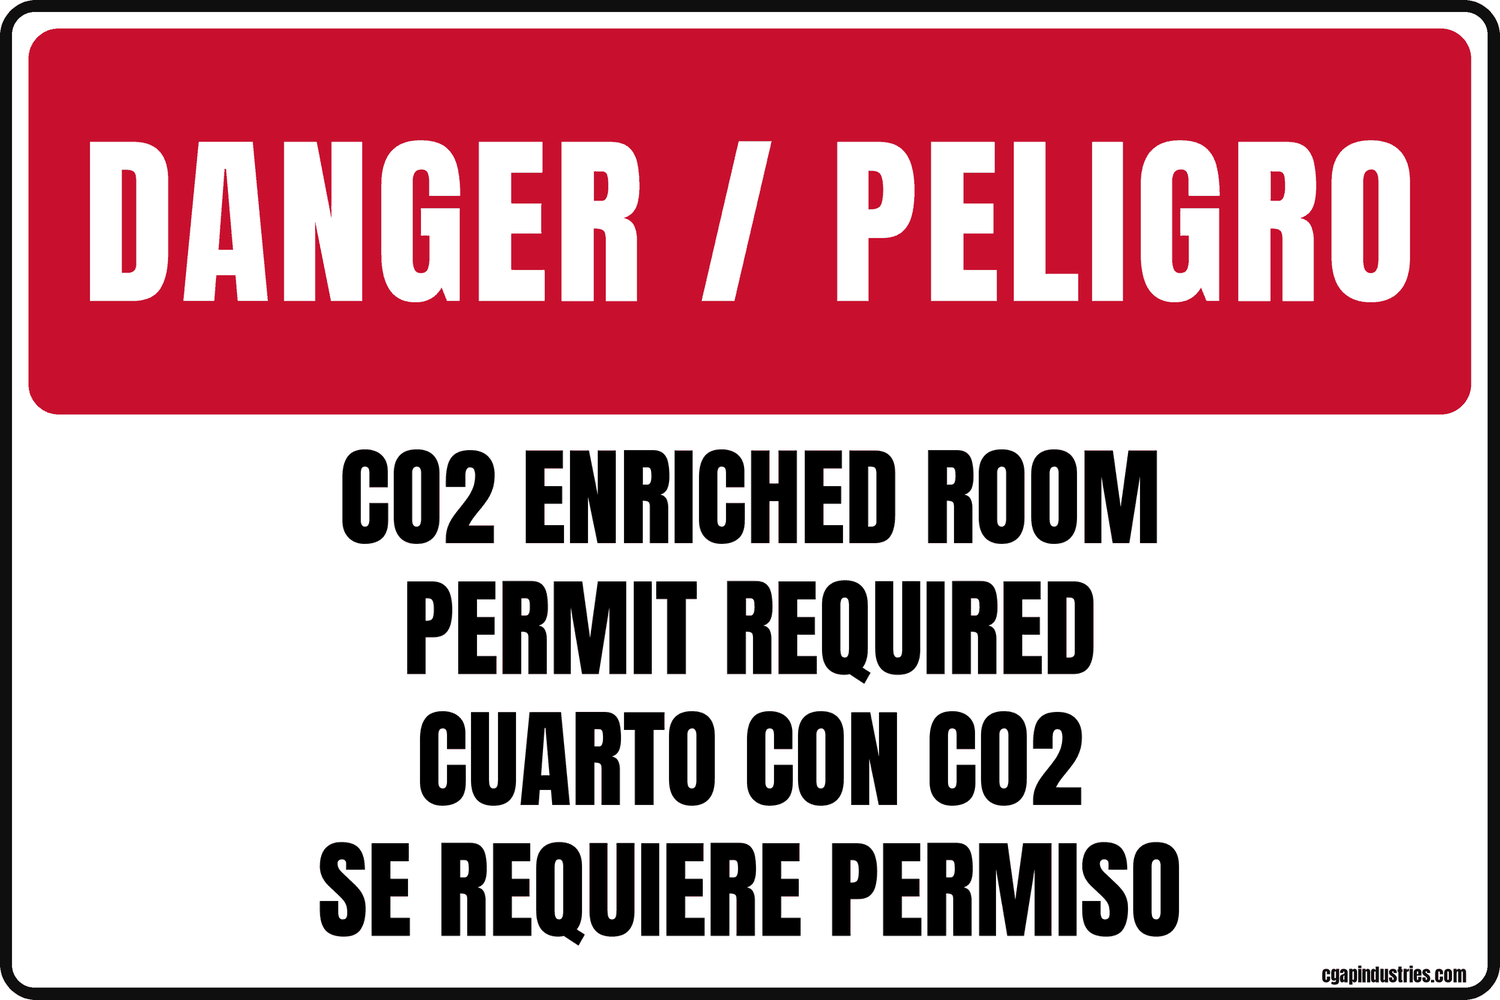 DANGER / PELIGRO
CO2 ENRICHED ROOM
PERMIT REQUIRED
CUARTO CON CO2
SE REQUIERE PERMISO
cgapindustries.com